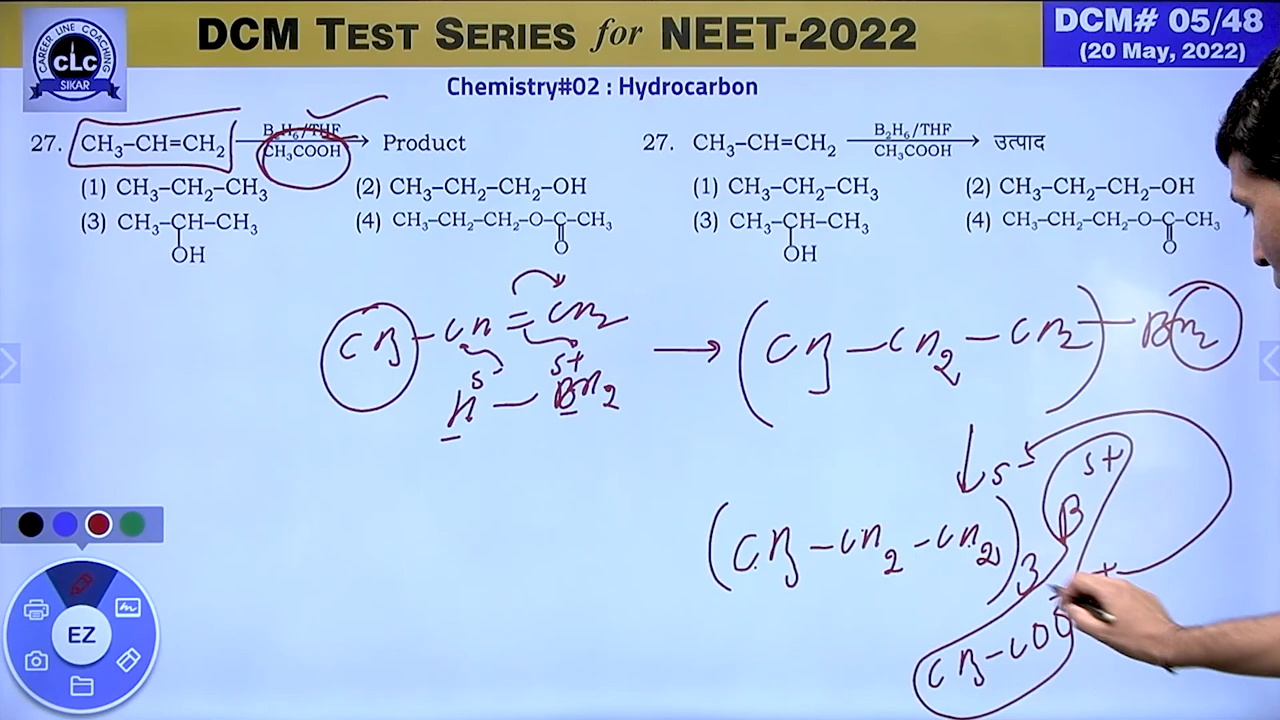 CAREER LINE COACHING
CLC
SIKAR
DCM TEST SERIES for NEET-2022
DCM# 05/48
(20 May, 2022)
Chemistry#02 : Hydrocarbon
27. CH₃–CH=CH₂ B₂H₆/THF CH₃COOH → Product
(1) CH₃–CH₂–CH₃ (2) CH₃–CH₂–CH₂–OH
(3) CH₃–CH–CH₃ (4) CH₃–CH₂–CH₂–O–C–CH₃
OH O
27. CH₃–CH=CH₂ B₂H₆/THF CH₃COOH → उत्पाद
(1) CH₃–CH₂–CH₃ (2) CH₃–CH₂–CH₂–OH
(3) CH₃–CH–CH₃ (4) CH₃–CH₂–CH₂–O–C–CH₃
OH O
CH₃–CH=CH₂ → (CH₃–CH₂–CH₂)–BH₂
δ δ+
H–BH₂
δ- δ+
(CH₃–CH₂–CH₂)₃ B
+
CH₃–COO
EZ